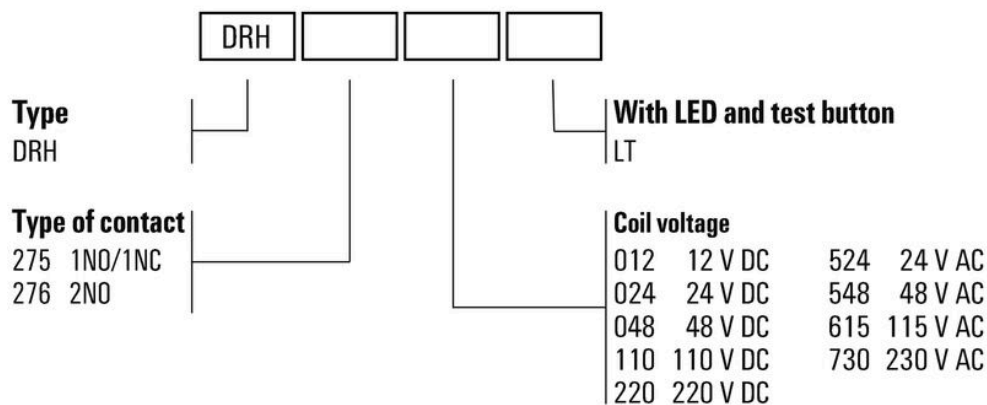 DRH
Type
DRH
With LED and test button
LT
Type of contact
275 1NO/1NC
276 2NO
Coil voltage
012 12 V DC 524 24 V AC
024 24 V DC 548 48 V AC
048 48 V DC 615 115 V AC
110 110 V DC 730 230 V AC
220 220 V DC